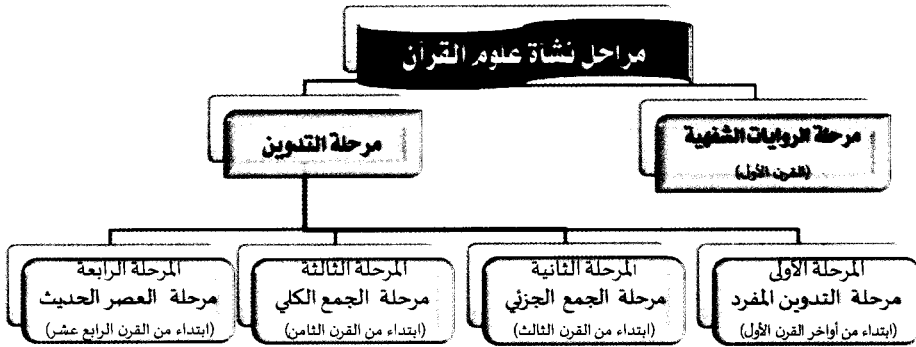 مراحل نشأة علوم القرآن
مرحلة الروايات الشفهية
(القرن الأول)
مرحلة التدوين
المرحلة الأولى
مرحلة التدوين المفرد
(ابتداء من أواخر القرن الأول)
المرحلة الثانية
مرحلة الجمع الجزئي
(ابتداء من القرن الثالث)
المرحلة الثالثة
مرحلة الجمع الكلي
(ابتداء من القرن الثامن)
المرحلة الرابعة
مرحلة العصر الحديث
(ابتداء من القرن الرابع عشر)